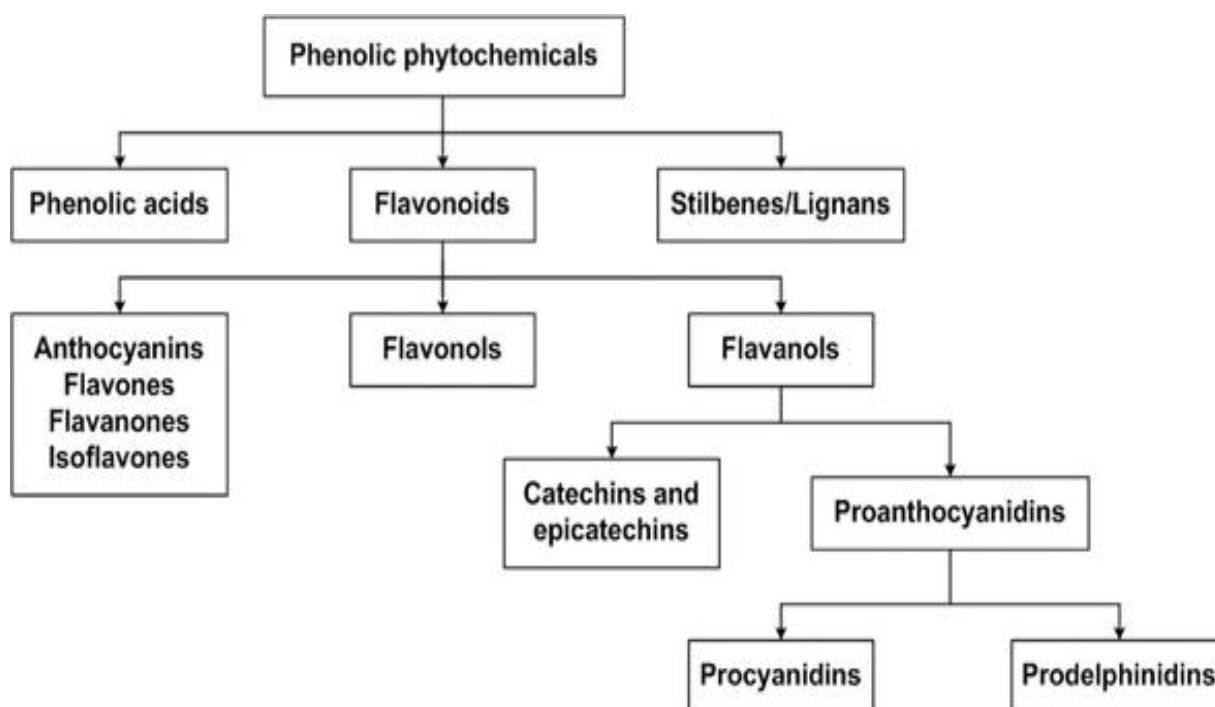 Phenolic phytochemicals
Phenolic acids
Flavonoids
Stilbenes/Lignans
Anthocyanins
Flavones
Flavanones
Isoflavones
Flavonols
Flavanols
Catechins and
epicatechins
Proanthocyanidins
Procyanidins
Prodelphinidins